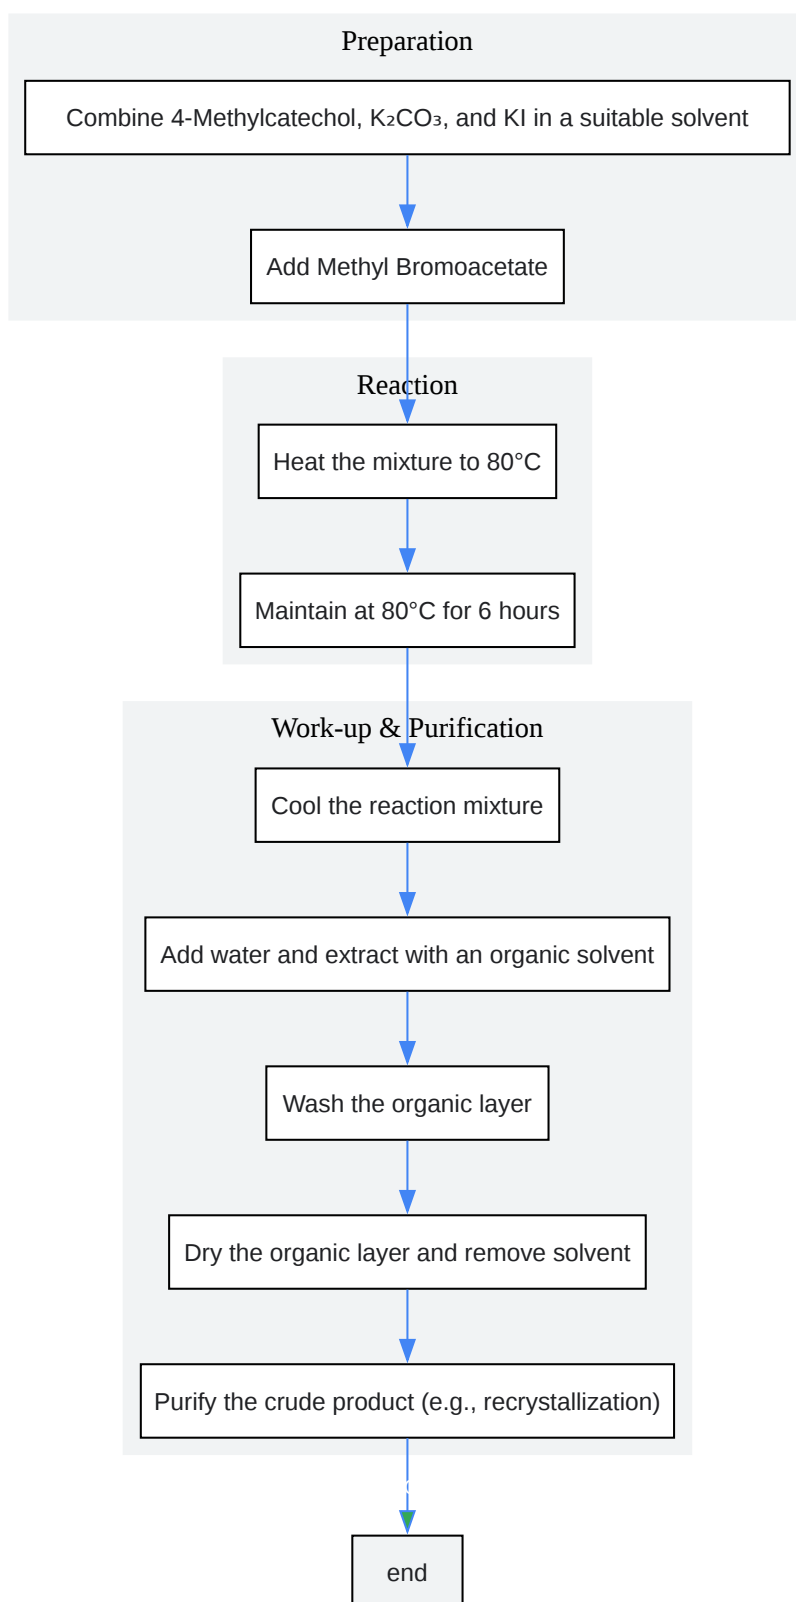 Preparation
Combine 4-Methylcatechol, K₂CO₃, and KI in a suitable solvent
Add Methyl Bromoacetate
Reaction
Heat the mixture to 80°C
Maintain at 80°C for 6 hours
Work-up & Purification
Cool the reaction mixture
Add water and extract with an organic solvent
Wash the organic layer
Dry the organic layer and remove solvent
Purify the crude product (e.g., recrystallization)
end